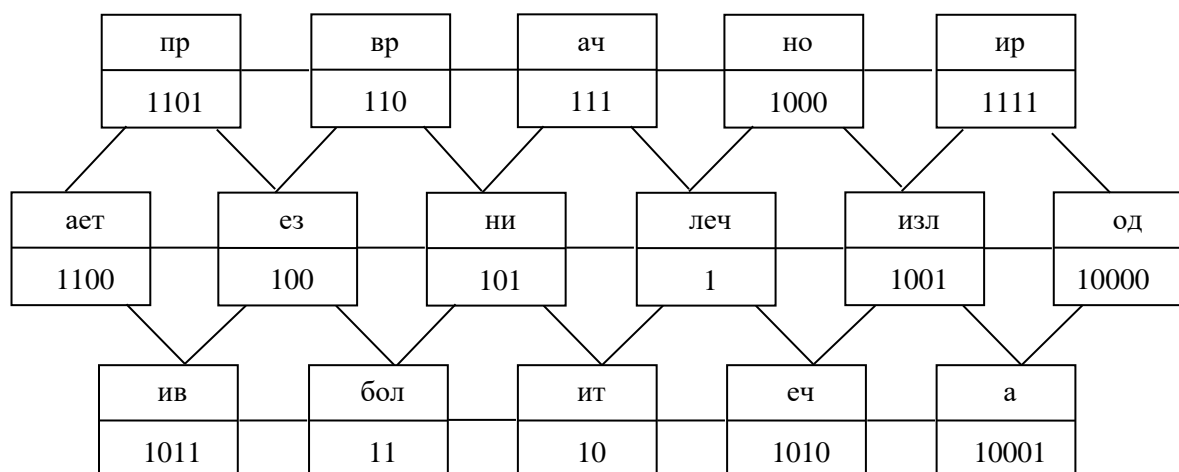 пр вр ач но ир
1101 110 111 1000 1111
ает ез ни леч изл од
1100 100 101 1 1001 10000
ив бол ит еч а
1011 11 10 1010 10001